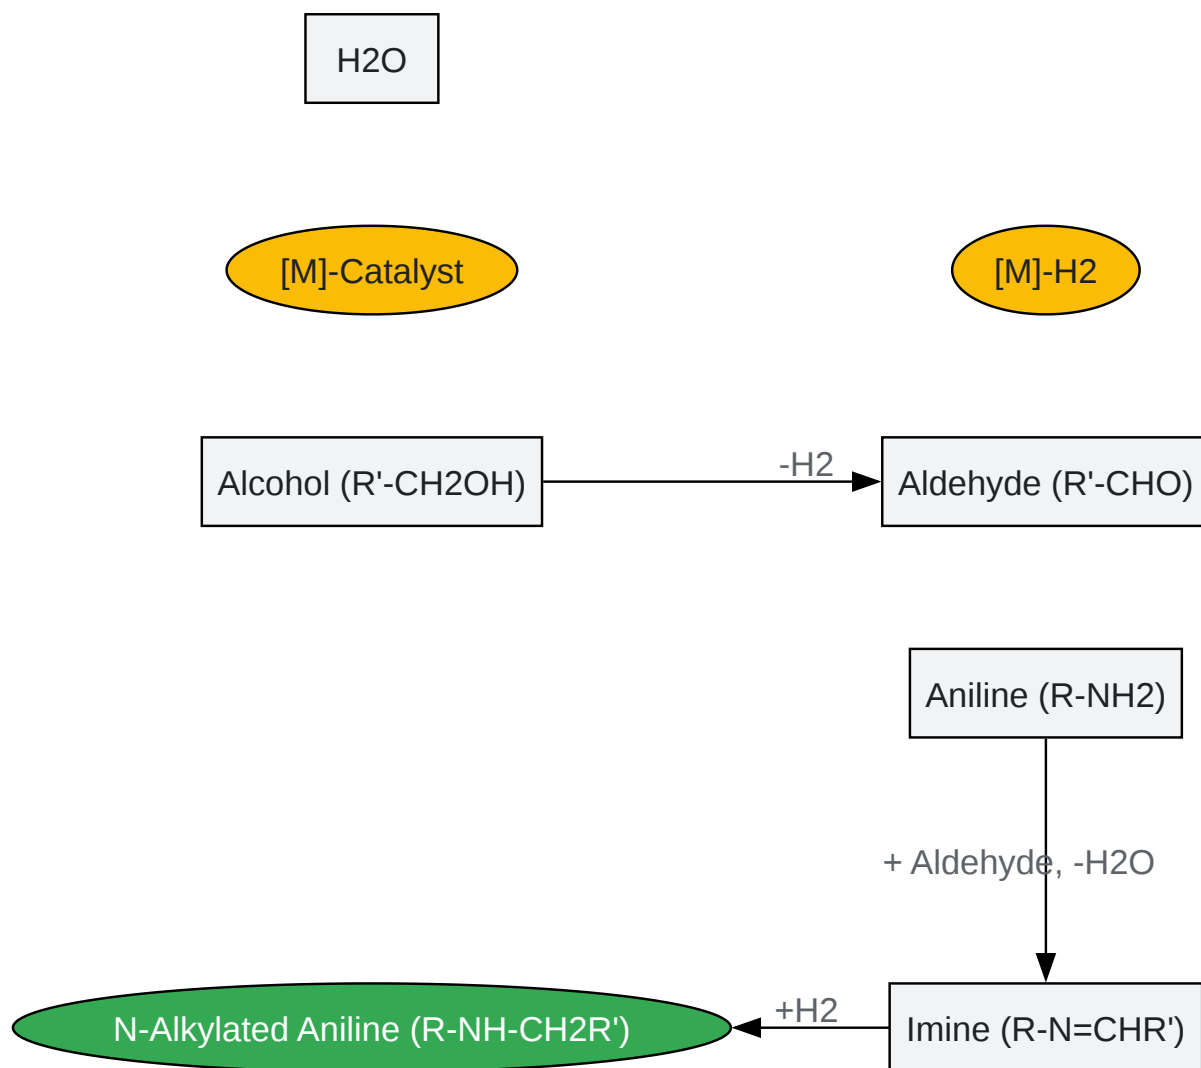 H2O
[M]-Catalyst
[M]-H2
Alcohol (R'-CH2OH)
-H2
Aldehyde (R'-CHO)
Aniline (R-NH2)
+ Aldehyde, -H2O
N-Alkylated Aniline (R-NH-CH2R')
+H2
Imine (R-N=CHR')